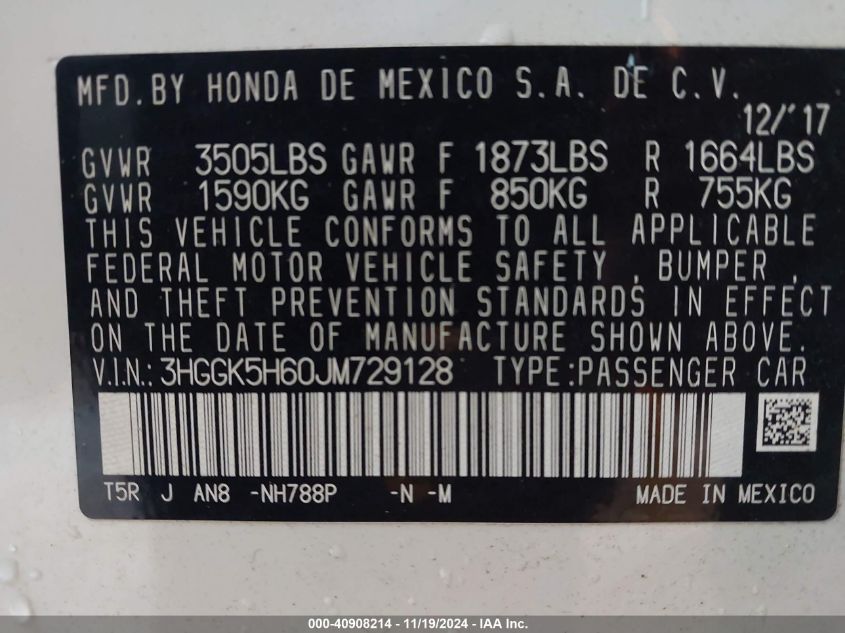 MFD.BY HONDA DE MEXICO S.A. DE C.V.
12/'17
GVWR 3505LBS GAWR F 1873LBS R 1664LBS
GVWR 1590KG GAWR F 850KG R 755KG
THIS VEHICLE CONFORMS TO ALL APPLICABLE
FEDERAL MOTOR VEHICLE SAFETY , BUMPER ,
AND THEFT PREVENTION STANDARDS IN EFFECT
ON THE DATE OF MANUFACTURE SHOWN ABOVE.
V.I.N.: 3HGGK5H60JM729128 TYPE:PASSENGER CAR
T5R J AN8 -NH788P -N -M MADE IN MEXICO
000-40908214 - 11/19/2024 - IAA Inc.